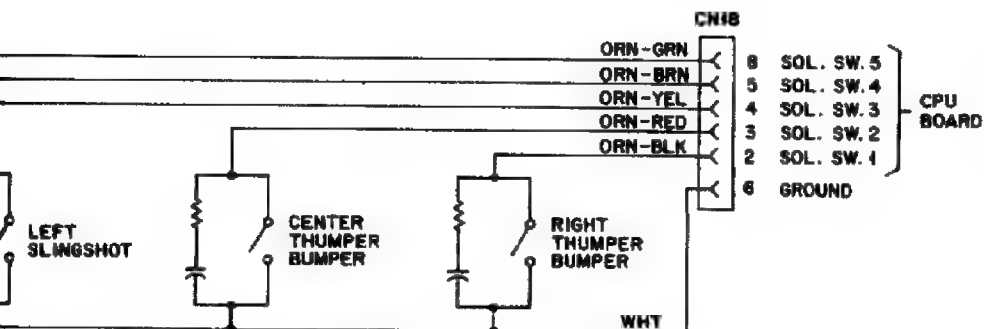 CN18
ORN-GRN 8 SOL. SW. 5
ORN-BRN 5 SOL. SW. 4
ORN-YEL 4 SOL. SW. 3
ORN-RED 3 SOL. SW. 2
ORN-BLK 2 SOL. SW. 1
6 GROUND
CPU
BOARD
LEFT
SLINGSHOT
CENTER
THUMPER
BUMPER
RIGHT
THUMPER
BUMPER
WHT